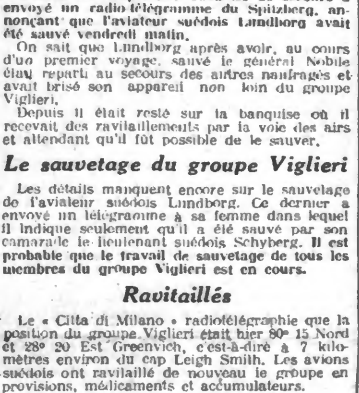 envoyé un radio-télégramme du Spitzberg, an-
nonçant que l'aviateur suédois Lundborg avait
été sauvé vendredi matin.
On sait que Lundborg après avoir, au cours
d'un premier voyage, sauvé le général Nobile
était reparti au secours des autres naufragés et
avait brisé son appareil non loin du groupe
Viglieri.
Depuis il était resté sur la banquise où il
recevait des ravitaillements par la voie des airs
et attendant qu'il fût possible de le sauver.
Le sauvetage du groupe Viglieri
Les détails manquent encore sur le sauvetage
de l'aviateur suédois Lundborg. Ce dernier a
envoyé un télégramme à sa femme dans lequel
il indique seulement qu'il a été sauvé par son
camarade le lieutenant suédois Schyberg. Il est
probable que le travail de sauvetage de tous les
membres du groupe Viglieri est en cours.
Ravitaillés
Le « Citta di Milano » radiotélégraphie que la
position du groupe Viglieri était hier 80° 15 Nord
et 28° 20 Est Greenwich, c'est-à-dire à 7 kilo-
mètres environ du cap Leigh Smith. Les avions
suédois ont ravitaillé de nouveau le groupe en
provisions, médicaments et accumulateurs.